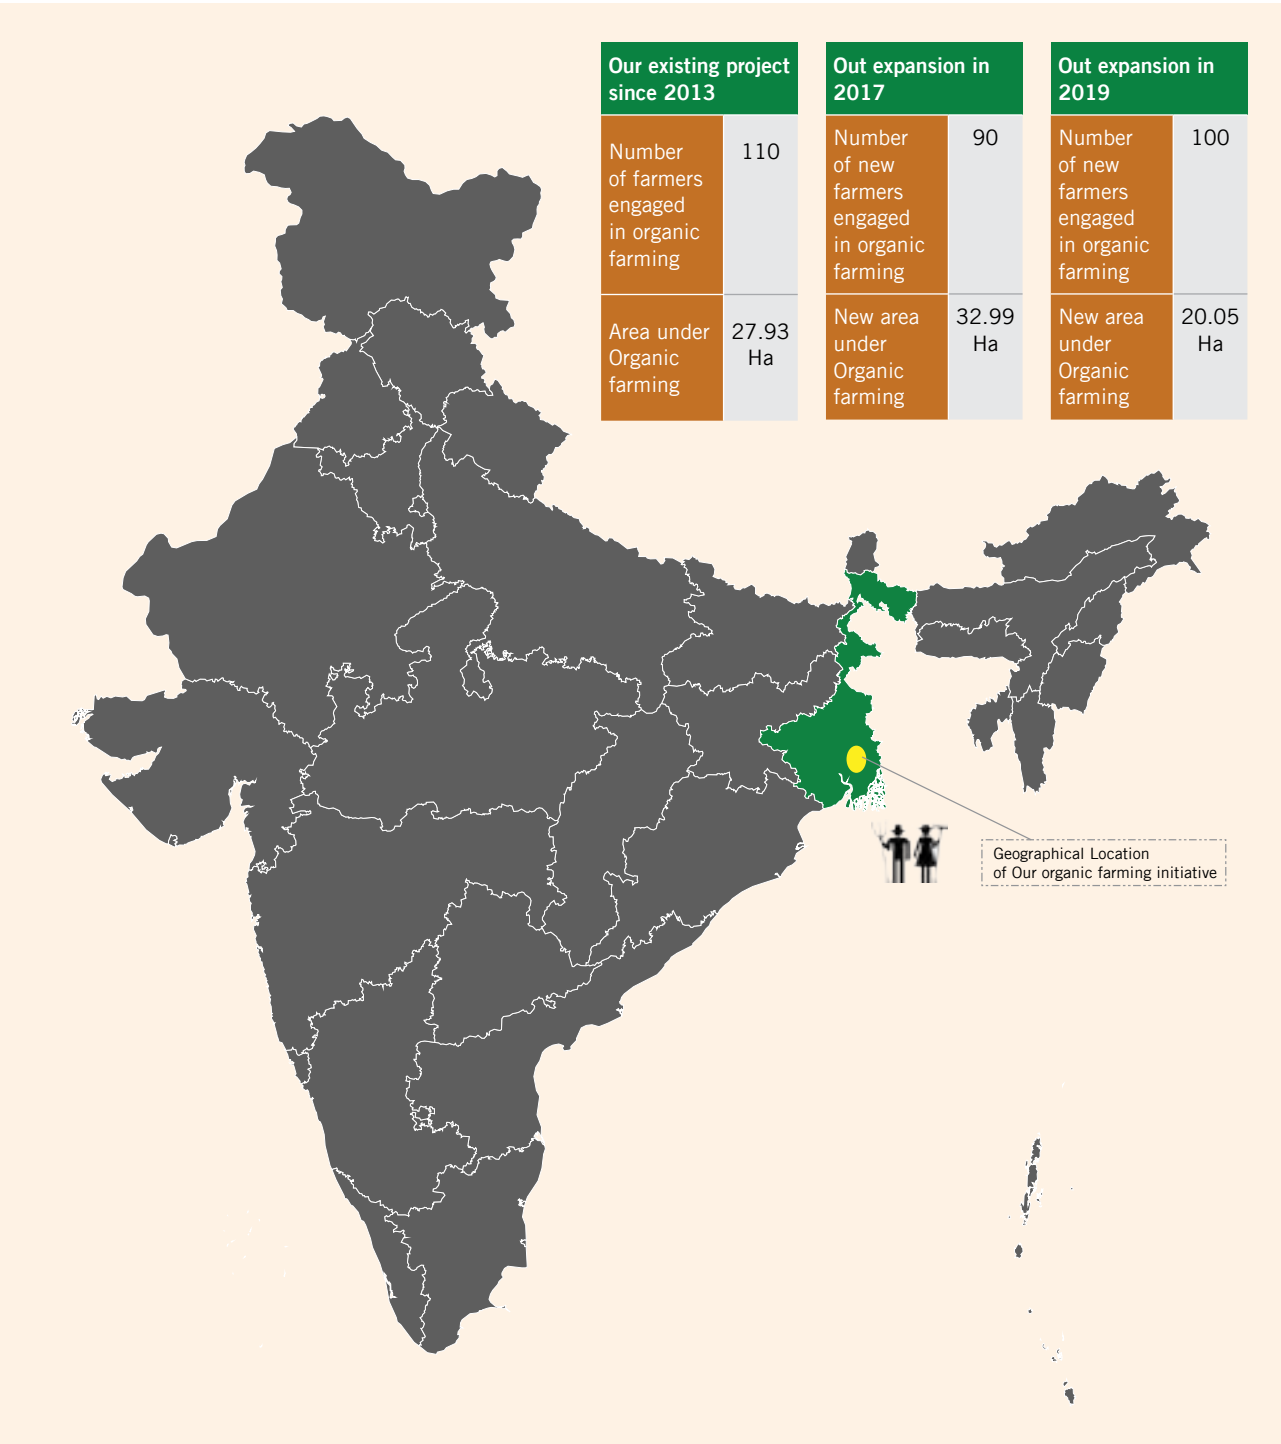 Our existing project
since 2013
Number
of farmers
engaged
in organic
farming
110
Area under
Organic
farming
27.93
Ha
Out expansion in
2017
Number
of new
farmers
engaged
in organic
farming
90
New area
under
Organic
farming
32.99
Ha
Out expansion in
2019
Number
of new
farmers
engaged
in organic
farming
100
New area
under
Organic
farming
20.05
Ha
Geographical Location
of Our organic farming initiative